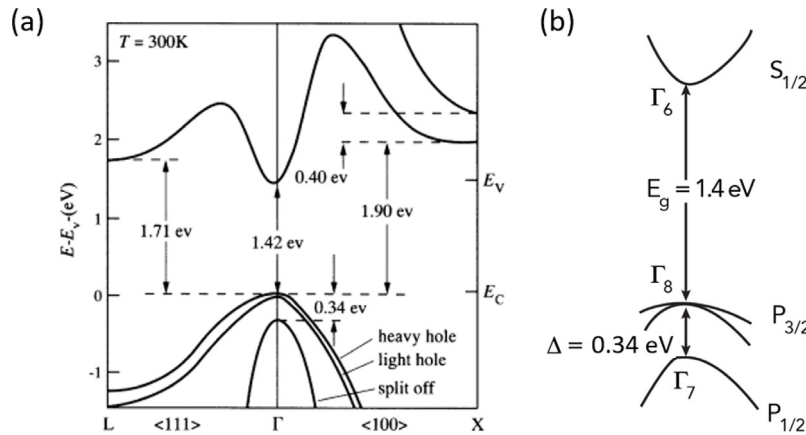 (a)
T = 300K
E-Eᵥ-(eV)
3
2
1
0
-1
0.40 ev
1.71 ev
1.42 ev
1.90 ev
0.34 ev
E_V
E_C
heavy hole
light hole
split off
L <111> Γ <100> X
(b)
S1/2
Γ6
Eg = 1.4 eV
Γ8
P3/2
Δ = 0.34 eV
Γ7
P1/2